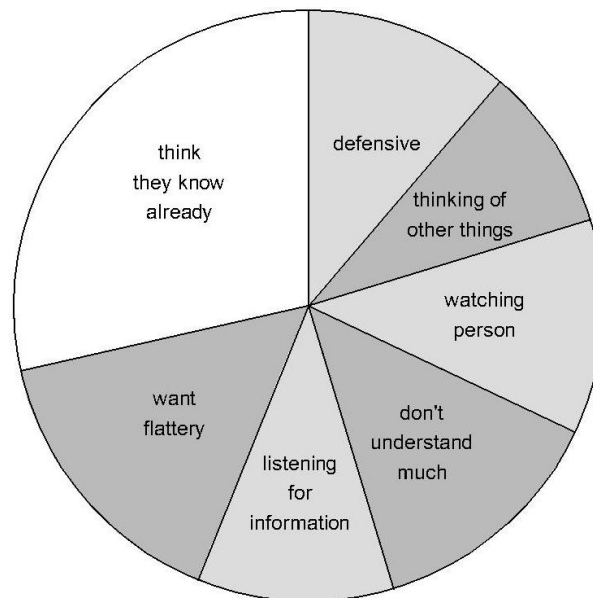 think
they know
already
defensive
thinking of
other things
watching
person
don't
understand
much
listening
for
information
want
flattery